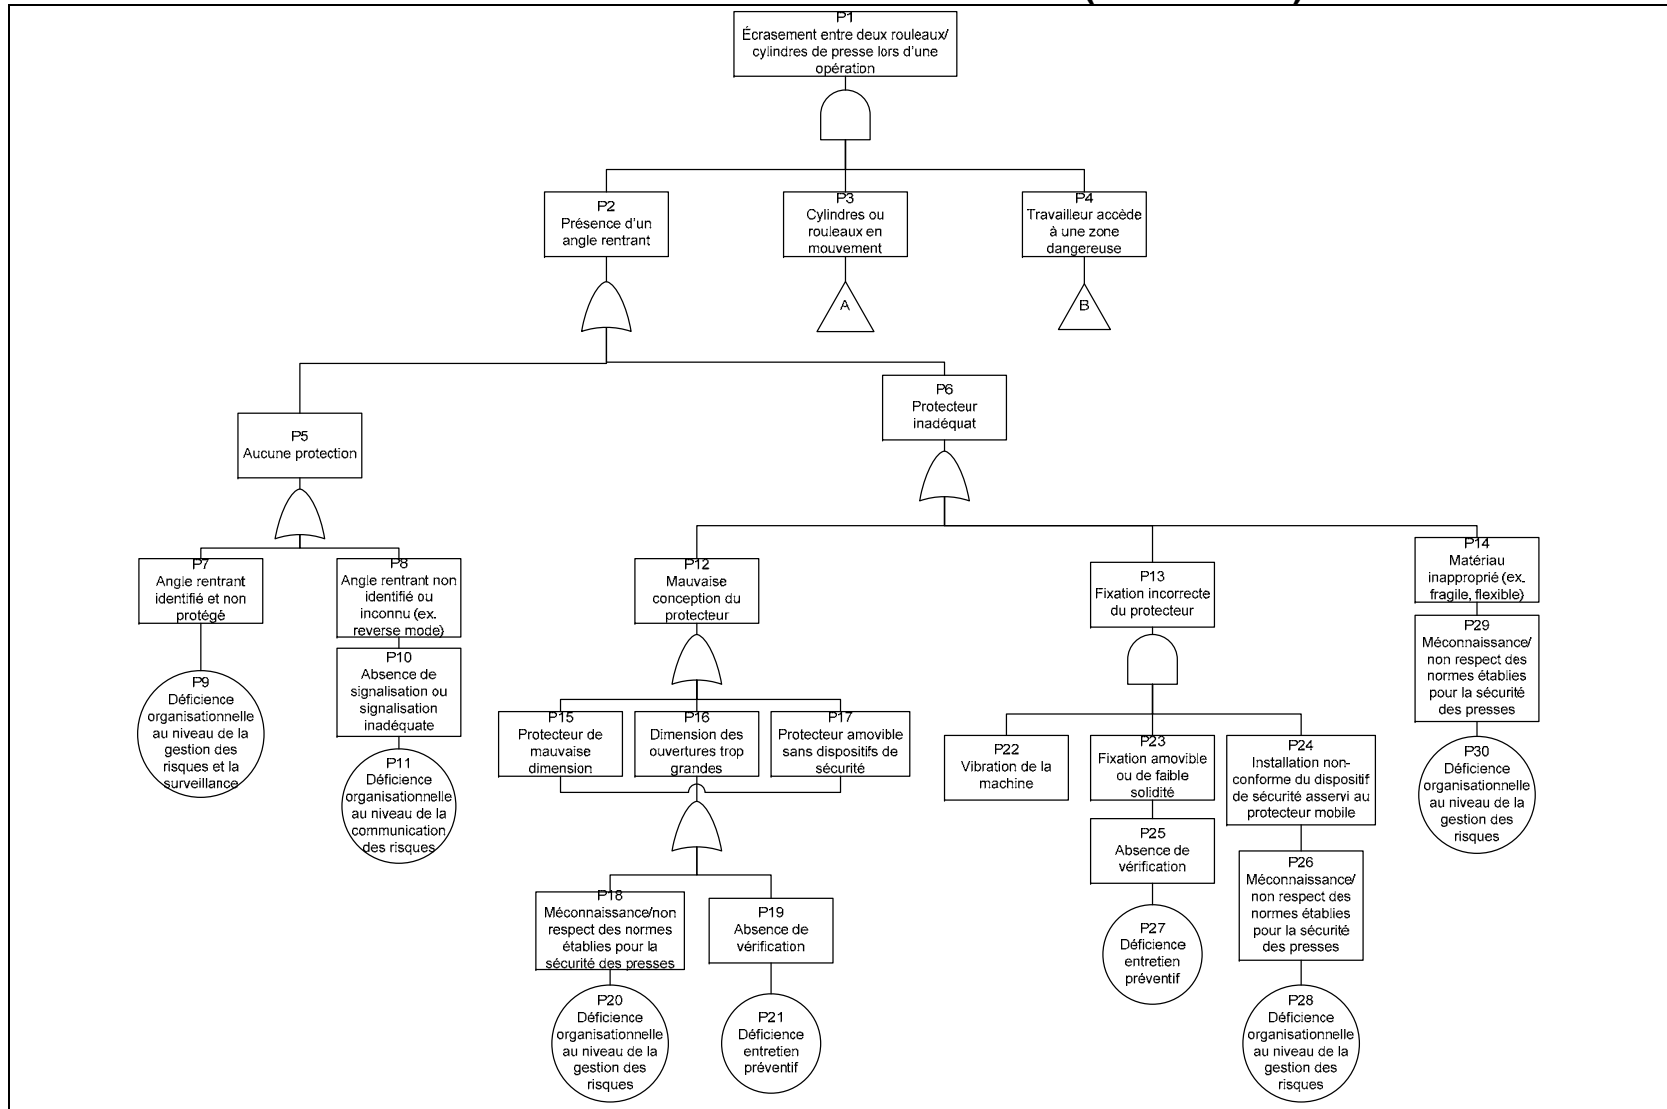 P1
Écrasement entre deux rouleaux/
cylindres de presse lors d'une
opération
P2
Présence d'un
angle rentrant
P3
Cylindres ou
rouleaux en
mouvement
P4
Travailleur accède
à une zone
dangereuse
A
B
P5
Aucune protection
P6
Protecteur
inadéquat
P7
Angle rentrant
identifié et non
protégé
P8
Angle rentrant non
identifié ou
inconnu (ex.
reverse mode)
P9
Déficience
organisationnelle
au niveau de la
gestion des
risques et la
surveillance
P10
Absence de
signalisation ou
signalisation
inadéquate
P11
Déficience
organisationnelle
au niveau de la
communication
des risques
P12
Mauvaise
conception du
protecteur
P13
Fixation incorrecte
du protecteur
P14
Matériau
inapproprié (ex.
fragile, flexible)
P15
Protecteur de
mauvaise
dimension
P16
Dimension des
ouvertures trop
grandes
P17
Protecteur amovible
sans dispositifs de
sécurité
P18
Méconnaissance/non
respect des normes
établies pour la
sécurité des presses
P19
Absence de
vérification
P20
Déficience
organisationnelle
au niveau de la
gestion des
risques
P21
Déficience
entretien
préventif
P22
Vibration de la
machine
P23
Fixation amovible
ou de faible
solidité
P24
Installation non-
conforme du dispositif
de sécurité asservi au
protecteur mobile
P25
Absence de
vérification
P26
Méconnaissance/
non respect des
normes établies
pour la sécurité
des presses
P27
Déficience
entretien
préventif
P28
Déficience
organisationnelle
au niveau de la
gestion des
risques
P29
Méconnaissance/
non respect des
normes établies
pour la sécurité
des presses
P30
Déficience
organisationnelle
au niveau de la
gestion des
risques